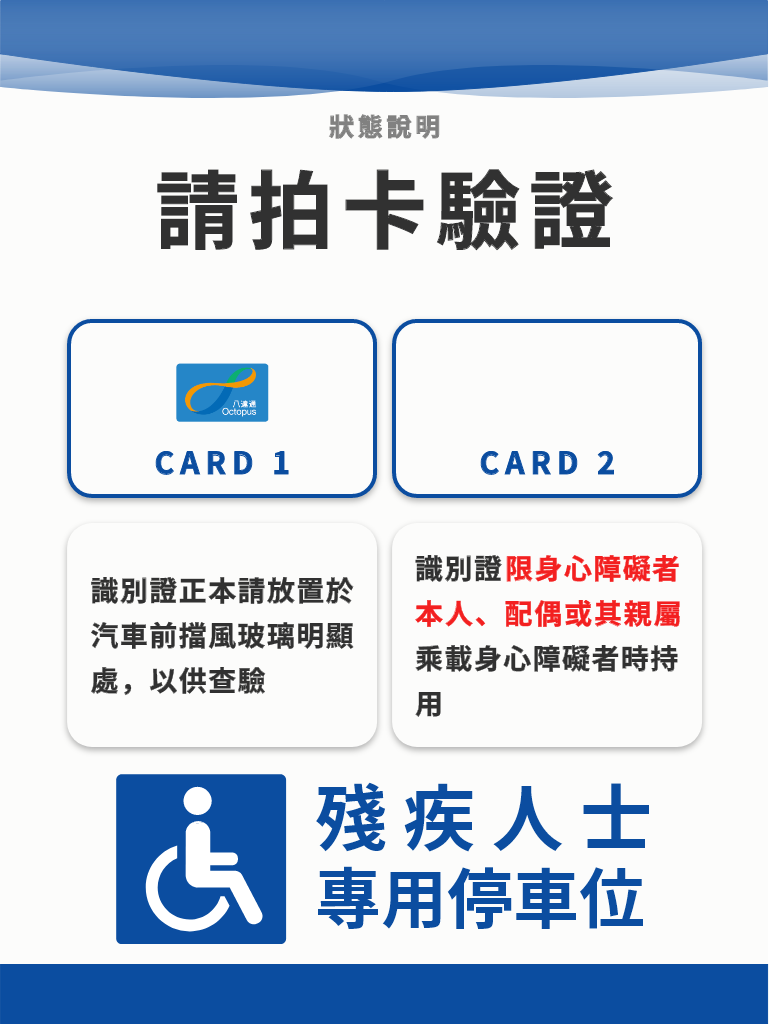 狀態說明
請拍卡驗證
八達通
Octopus
CARD 1
CARD 2
識別證正本請放置於
汽車前擋風玻璃明顯
處，以供查驗
識別證限身心障礙者
本人、配偶或其親屬
乘載身心障礙者時持
用
殘疾人士
專用停車位